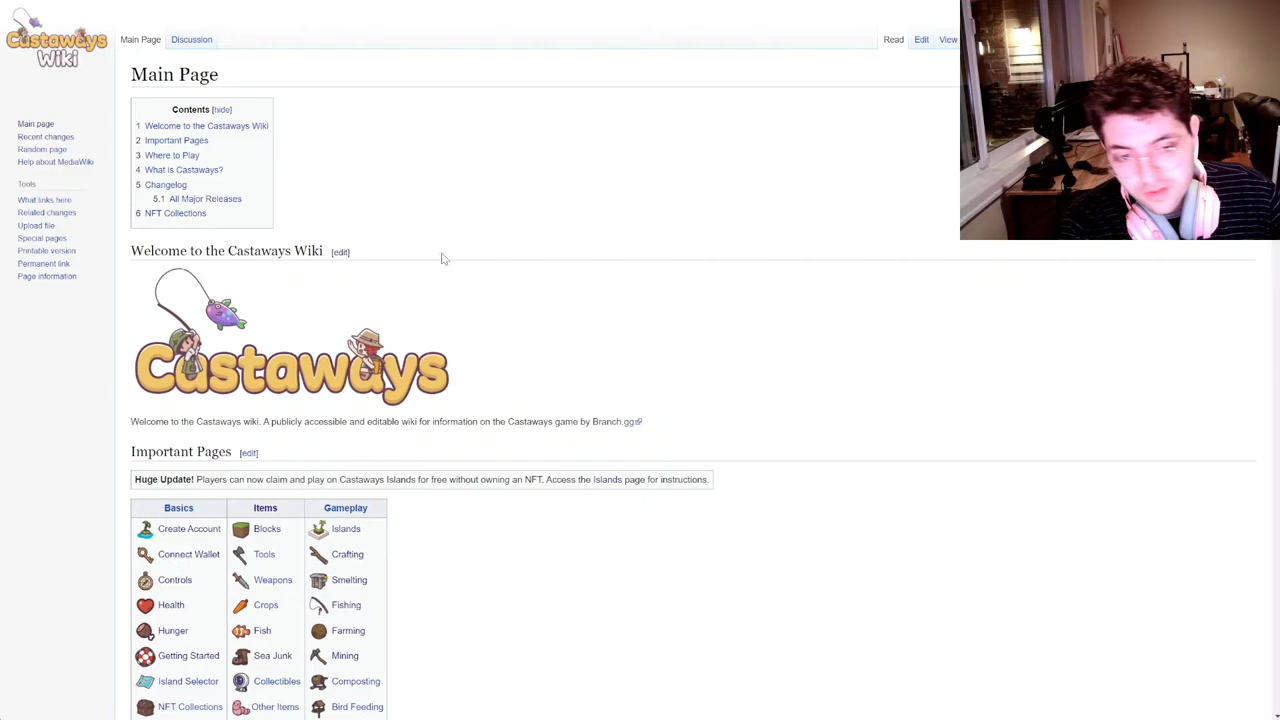 Castaways
Wiki
Main Page
Discussion
Read
Edit
View
Main Page
Contents [hide]
1 Welcome to the Castaways Wiki
2 Important Pages
3 Where to Play
4 What is Castaways?
5 Changelog
5.1 All Major Releases
6 NFT Collections
Main page
Recent changes
Random page
Help about MediaWiki
Tools
What links here
Related changes
Upload file
Special pages
Printable version
Permanent link
Page information
Welcome to the Castaways Wiki [edit]
Castaways
Welcome to the Castaways wiki. A publicly accessible and editable wiki for information on the Castaways game by Branch.gg
Important Pages [edit]
Huge Update! Players can now claim and play on Castaways Islands for free without owning an NFT. Access the Islands page for instructions.
Basics Items Gameplay
Create Account Blocks Islands
Connect Wallet Tools Crafting
Controls Weapons Smelting
Health Crops Fishing
Hunger Fish Farming
Getting Started Sea Junk Mining
Island Selector Collectibles Composting
NFT Collections Other Items Bird Feeding